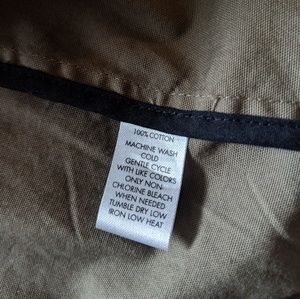 100% COTTON
MACHINE WASH
COLD
GENTLE CYCLE
WITH LIKE COLORS
ONLY NON-
CHLORINE BLEACH
WHEN NEEDED
TUMBLE DRY LOW
IRON LOW HEAT